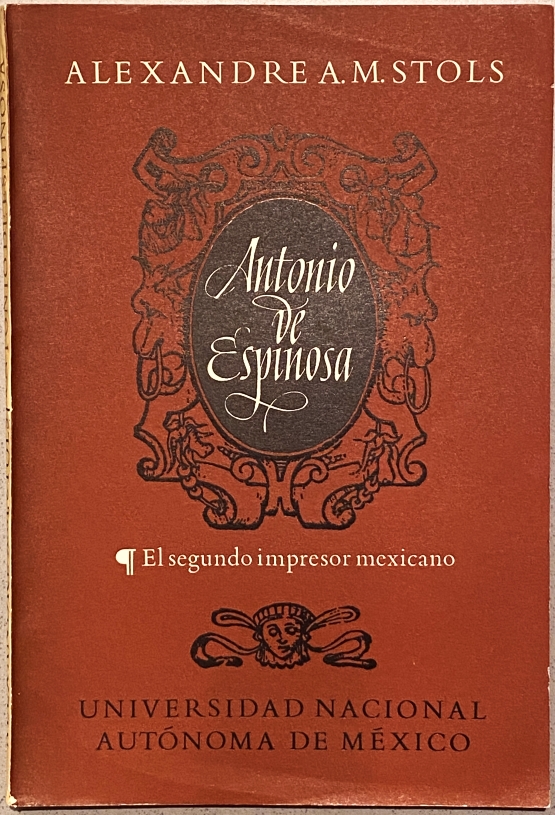 ALEXANDRE A. M. STOLS
Antonio
de
Espinosa
¶ El segundo impresor mexicano
UNIVERSIDAD NACIONAL
AUTÓNOMA DE MÉXICO